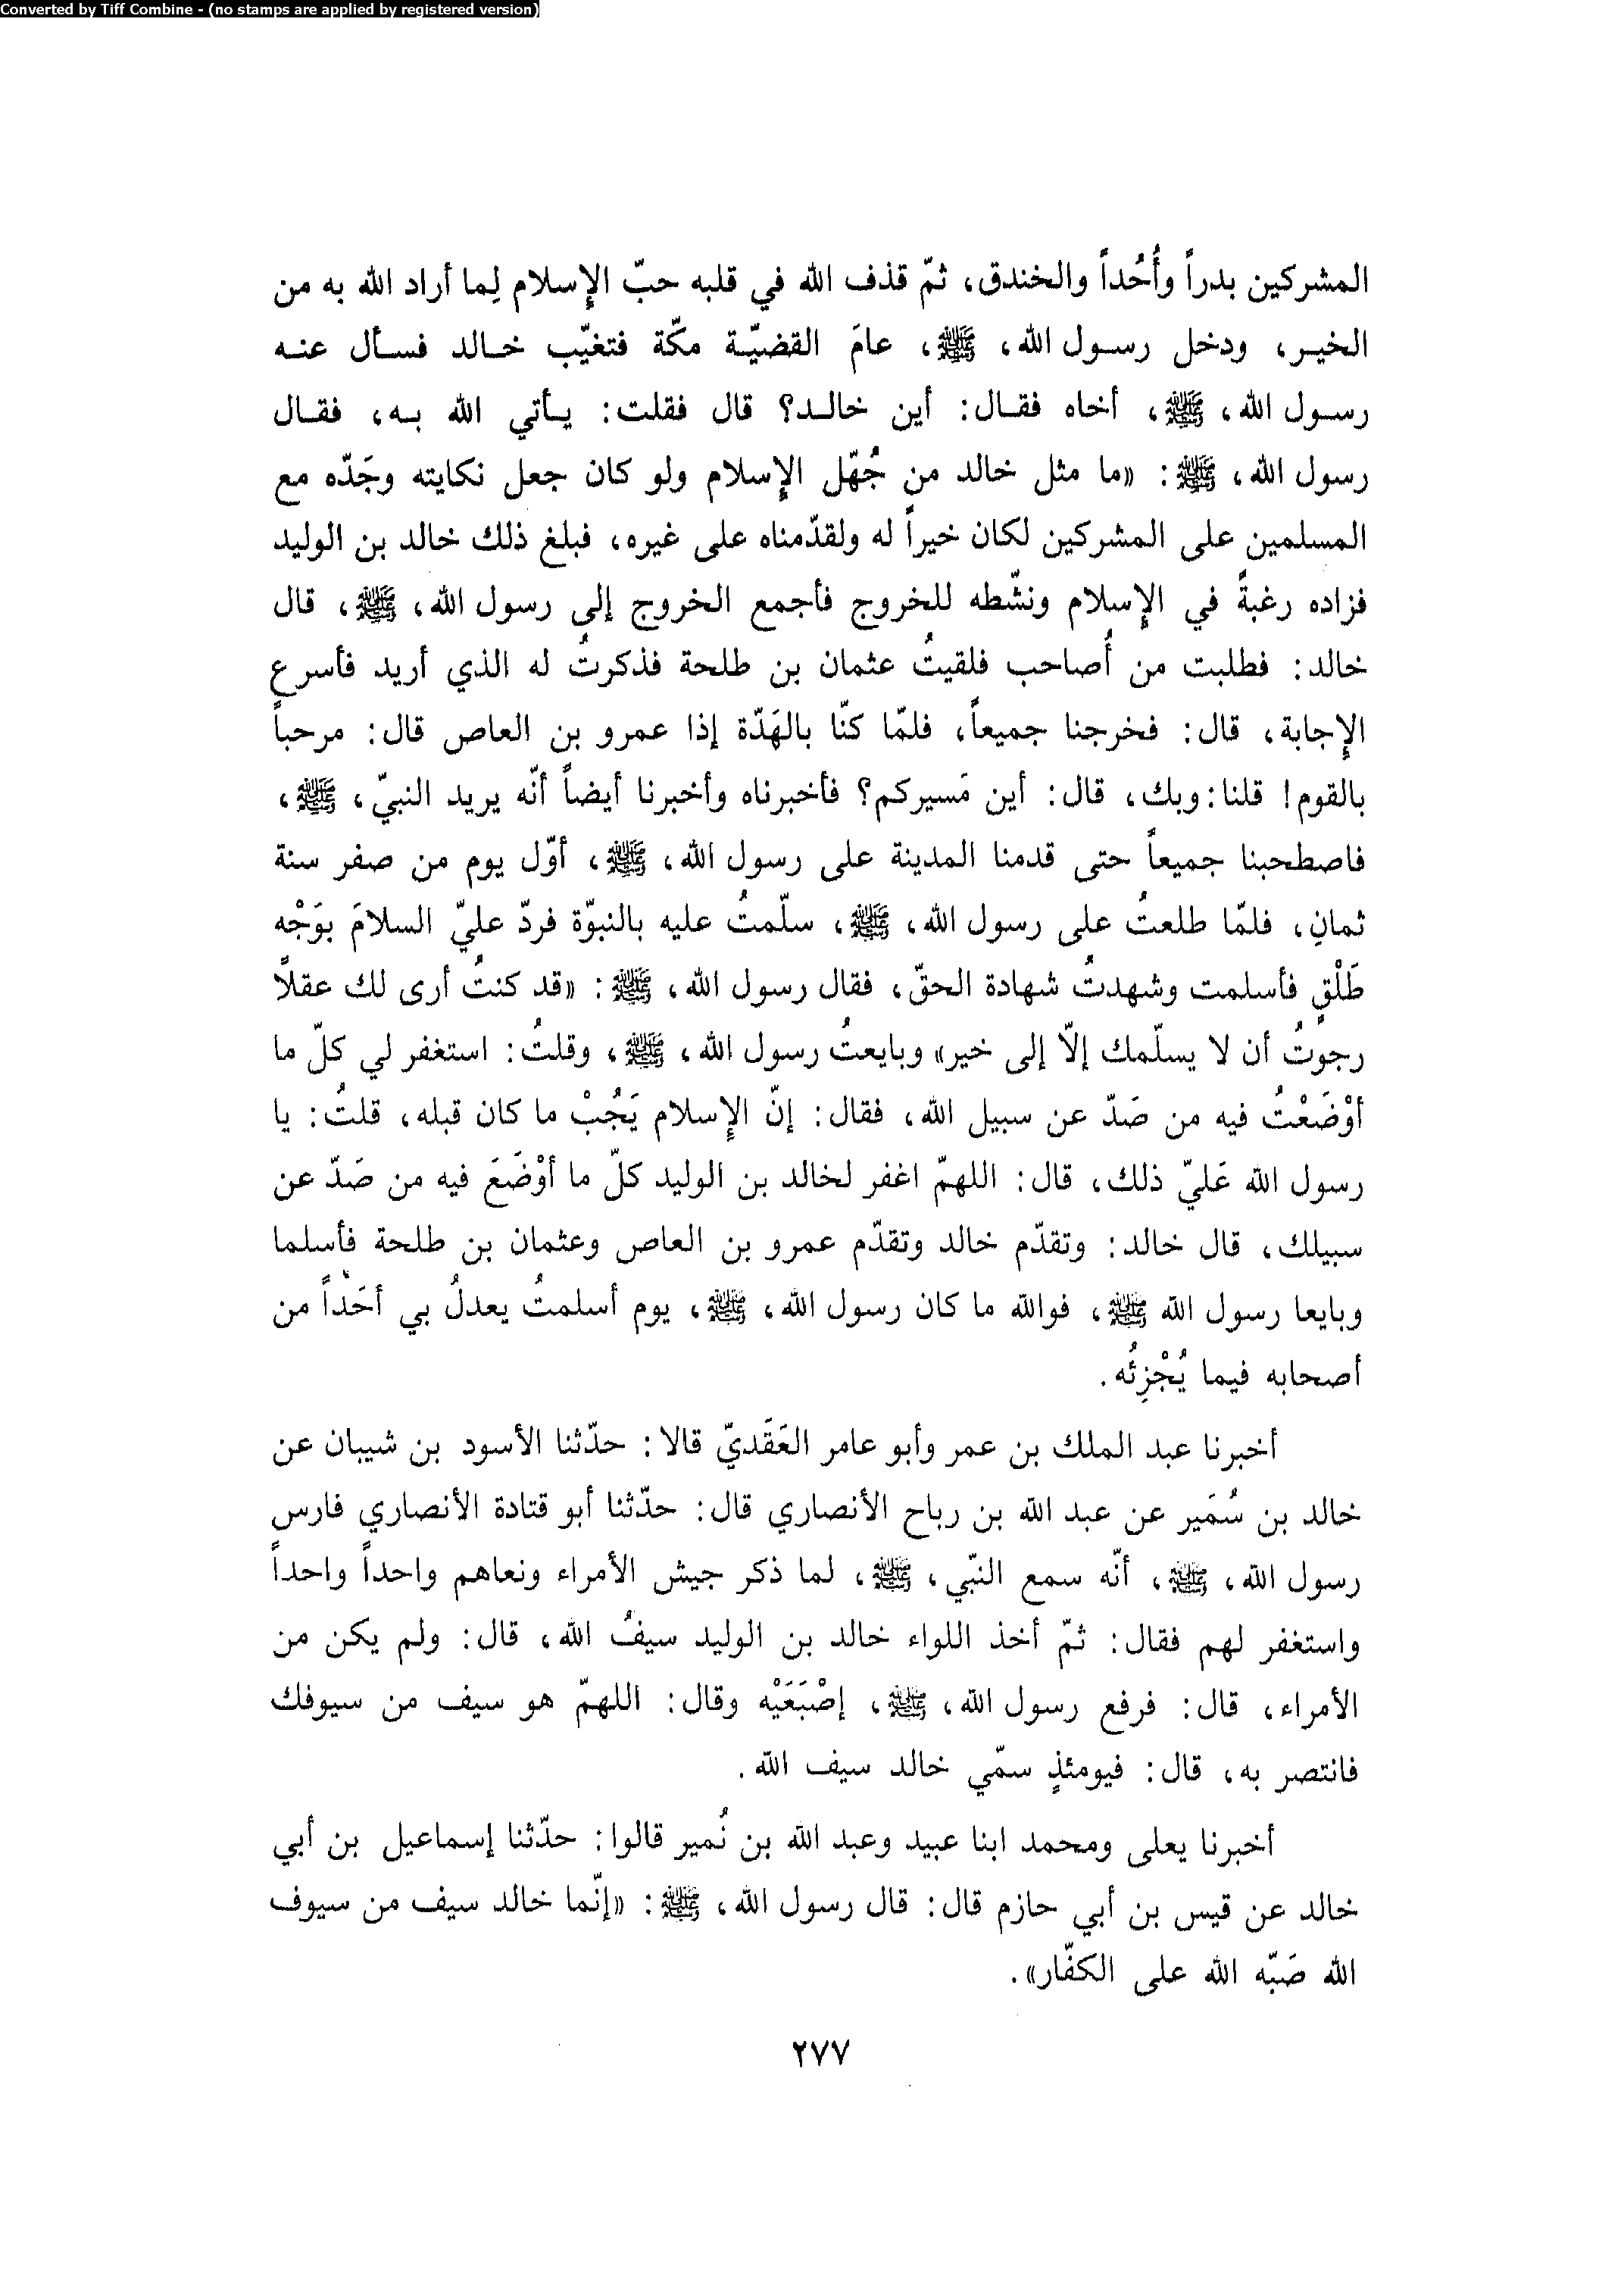 Converted by Tiff Combine - (no stamps are applied by registered version)
المشركين بدراً وأُحُداً والخندق، ثمّ قذف الله في قلبه حبّ الإِسلام لِما أراد الله به من
الخير، ودخل رسول الله، ﷺ، عامَ القضيّة مكّة فتغيّب خالد فسأل عنه
رسول الله، ﷺ، أخاه فقال: أين خالد؟ قال فقلت: يأتي الله به، فقال
رسول الله، ﷺ: «ما مثل خالد من جُهّل الإِسلام ولو كان جعل نكايته وجَدّه مع
المسلمين على المشركين لكان خيراً له ولقدّمناه على غيره، فبلغ ذلك خالد بن الوليد
فزاده رغبةً في الإِسلام ونشّطه للخروج فأجمع الخروج إلى رسول الله، ﷺ، قال
خالد: فطلبت من أُصاحب فلقيتُ عثمان بن طلحة فذكرتُ له الذي أريد فأسرع
الإِجابة، قال: فخرجنا جميعاً، فلمّا كنّا بالهَدّة إذا عمرو بن العاص قال: مرحباً
بالقوم! قلنا: وبك، قال: أين مَسيركم؟ فأخبرناه وأخبرنا أيضاً أنّه يريد النبيّ، ﷺ،
فاصطحبنا جميعاً حتى قدمنا المدينة على رسول الله، ﷺ، أوّل يوم من صفر سنة
ثمانٍ، فلمّا طلعتُ على رسول الله، ﷺ، سلّمتُ عليه بالنبوّة فردّ عليّ السلامَ بوَجْه
طَلْقٍ فأسلمت وشهدتُ شهادة الحقّ، فقال رسول الله، ﷺ: «قد كنتُ أرى لك عقلاً
رجوتُ أن لا يسلّمك إلاّ إلى خير» وبايعتُ رسول الله، ﷺ، وقلتُ: استغفر لي كلّ ما
أوْضَعْتُ فيه من صَدّ عن سبيل الله، فقال: إنّ الإِسلام يَجُبْ ما كان قبله، قلتُ: يا
رسول الله عَليّ ذلك، قال: اللهمّ اغفر لخالد بن الوليد كلّ ما أوْضَعَ فيه من صَدّ عن
سبيلك، قال خالد: وتقدّم خالد وتقدّم عمرو بن العاص وعثمان بن طلحة فأسلما
وبايعا رسول الله ﷺ، فوالله ما كان رسول الله، ﷺ، يوم أسلمتُ يعدلُ بي أحَداً من
أصحابه فيما يُجْزِئُه.
أخبرنا عبد الملك بن عمر وأبو عامر العَقَديّ قالا: حدّثنا الأسود بن شيبان عن
خالد بن سُمَير عن عبد الله بن رباح الأنصاري قال: حدّثنا أبو قتادة الأنصاري فارس
رسول الله، ﷺ، أنّه سمع النّبي، ﷺ، لما ذكر جيش الأمراء ونعاهم واحداً واحداً
واستغفر لهم فقال: ثمّ أخذ اللواء خالد بن الوليد سيفُ الله، قال: ولم يكن من
الأمراء، قال: فرفع رسول الله، ﷺ، إصْبَعَيْه وقال: اللهمّ هو سيف من سيوفك
فانتصر به، قال: فيومئذٍ سمّي خالد سيف الله.
أخبرنا يعلى ومحمد ابنا عبيد وعبد الله بن نُمير قالوا: حدّثنا إسماعيل بن أبي
خالد عن قيس بن أبي حازم قال: قال رسول الله، ﷺ: «إنّما خالد سيف من سيوف
الله صَبّه الله على الكفّار».
٢٧٧